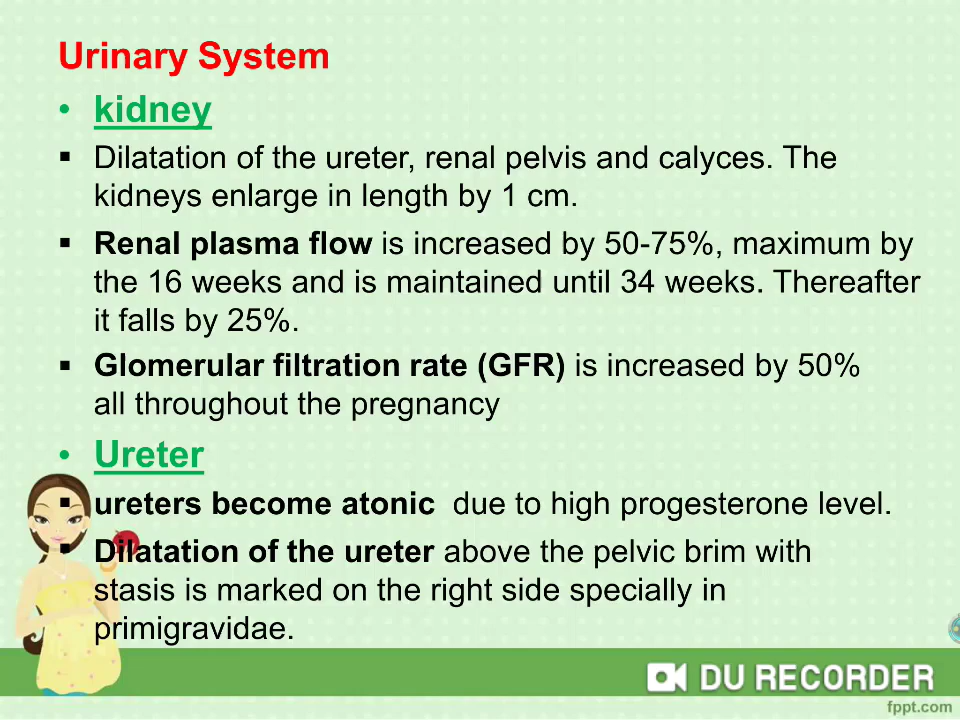 Urinary System
• kidney
▪ Dilatation of the ureter, renal pelvis and calyces. The
kidneys enlarge in length by 1 cm.
▪ Renal plasma flow is increased by 50-75%, maximum by
the 16 weeks and is maintained until 34 weeks. Thereafter
it falls by 25%.
▪ Glomerular filtration rate (GFR) is increased by 50%
all throughout the pregnancy
• Ureter
▪ ureters become atonic  due to high progesterone level.
▪ Dilatation of the ureter above the pelvic brim with
stasis is marked on the right side specially in
primigravidae.
DU RECORDER
fppt.com